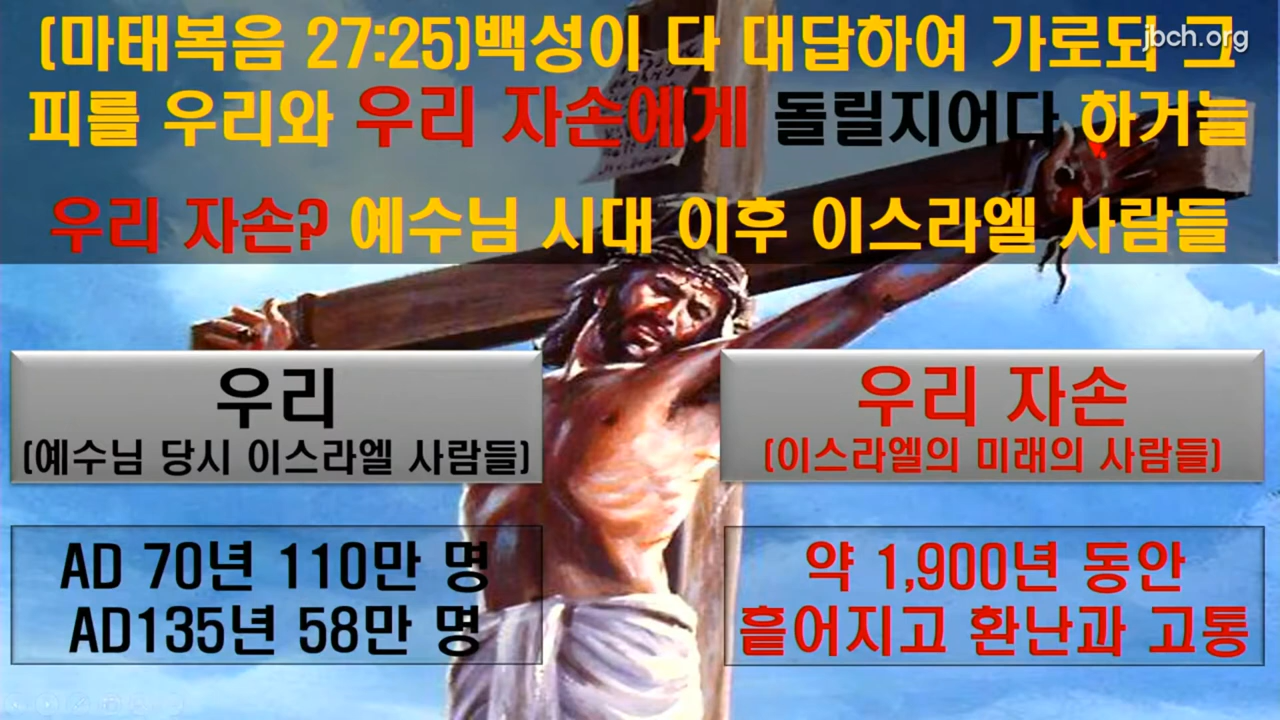 jbch.org
(마태복음 27:25)백성이 다 대답하여 가로되 그
피를 우리와 우리 자손에게 돌릴지어다 하거늘
우리 자손? 예수님 시대 이후 이스라엘 사람들
우리
(예수님 당시 이스라엘 사람들)
우리 자손
(이스라엘의 미래의 사람들)
AD 70년 110만 명
AD135년 58만 명
약 1,900년 동안
흩어지고 환난과 고통